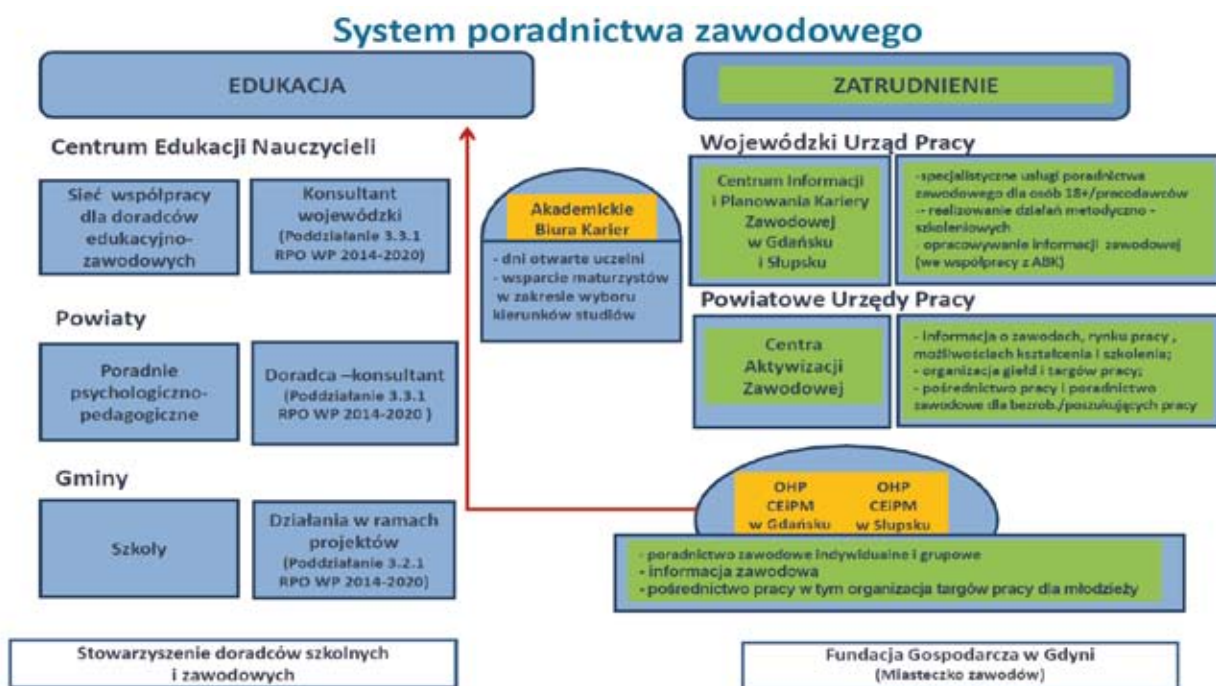 System poradnictwa zawodowego
EDUKACJA
Centrum Edukacji Nauczycieli
Sieć współpracy
dla doradców
edukacyjno-
zawodowych
Konsultant
wojewódzki
(Poddziałanie 3.3.1
RPO WP 2014-2020)
Powiaty
Poradnie
psychologiczno-
pedagogiczne
Doradca –konsultant
(Poddziałanie 3.3.1
RPO WP 2014-2020 )
Gminy
Szkoły
Działania w ramach
projektów
(Poddziałanie 3.2.1
RPO WP 2014-2020)
Stowarzyszenie doradców szkolnych
i zawodowych
Akademickie
Biura Karier
- dni otwarte uczelni
- wsparcie maturzystów
w zakresie wyboru
kierunków studiów
ZATRUDNIENIE
Wojewódzki Urząd Pracy
Centrum Informacji
i Planowania Kariery
Zawodowej
w Gdańsku
i Słupsku
-specjalistyczne usługi poradnictwa
zawodowego dla osób 18+/pracodawców
-- realizowanie działań metodyczno -
szkoleniowych
- opracowywanie informacji zawodowej
(we współpracy z ABK)
Powiatowe Urzędy Pracy
Centra
Aktywizacji
Zawodowej
- informacja o zawodach, rynku pracy ,
możliwościach kształcenia i szkolenia;
- organizacja giełd i targów pracy;
- pośrednictwo pracy i poradnictwo
zawodowe dla bezrob./poszukujących pracy
OHP
CEiPM
w Gdańsku
OHP
CEiPM
w Słupsku
- poradnictwo zawodowe indywidualne i grupowe
- informacja zawodowa
- pośrednictwo pracy w tym organizacja targów pracy dla młodzieży
Fundacja Gospodarcza w Gdyni
(Miasteczko zawodów)